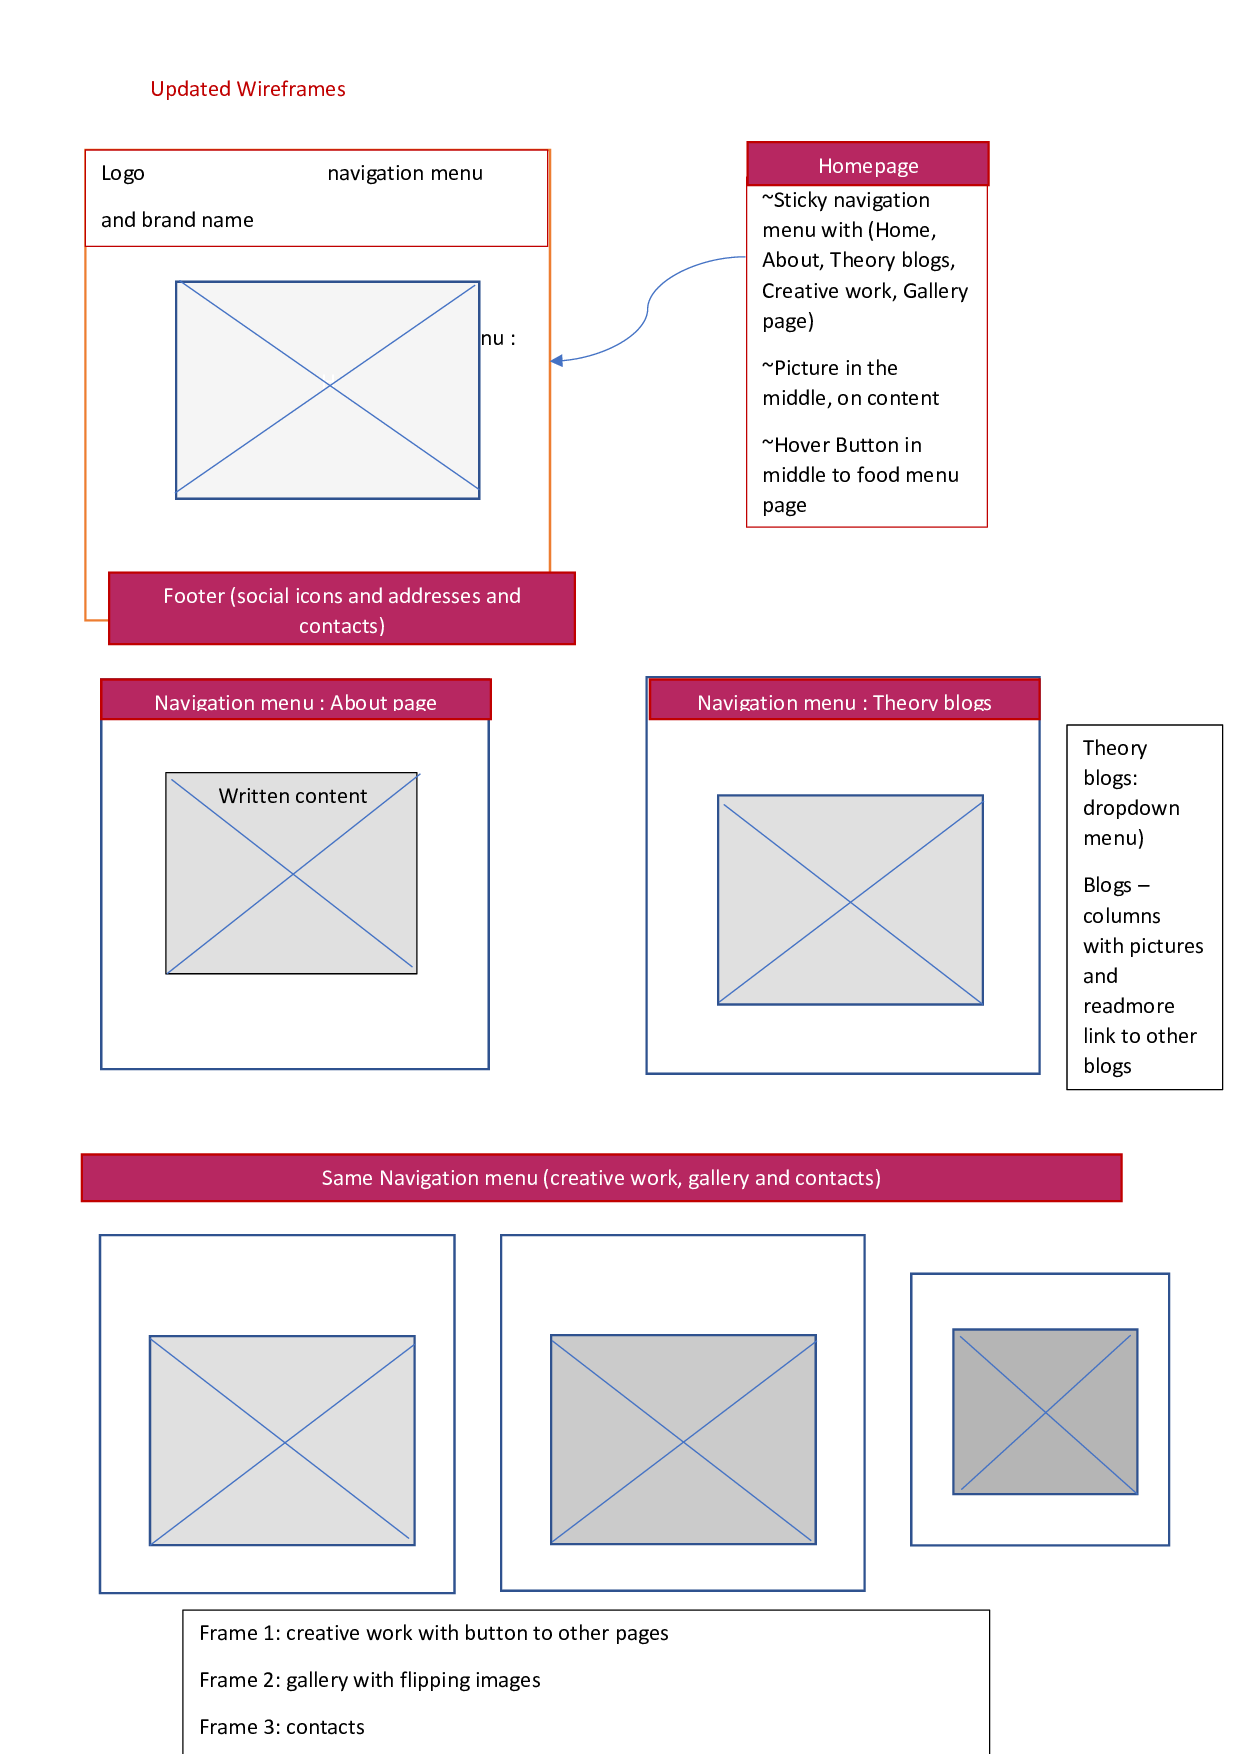 Updated Wireframes
Logo navigation menu
and brand name
nu :
Footer (social icons and addresses and
contacts)
Homepage
~Sticky navigation
menu with (Home,
About, Theory blogs,
Creative work, Gallery
page)
~Picture in the
middle, on content
~Hover Button in
middle to food menu
page
Navigation menu : About page
Written content
Navigation menu : Theory blogs
Theory
blogs:
dropdown
menu)
Blogs –
columns
with pictures
and
readmore
link to other
blogs
Same Navigation menu (creative work, gallery and contacts)
Frame 1: creative work with button to other pages
Frame 2: gallery with flipping images
Frame 3: contacts